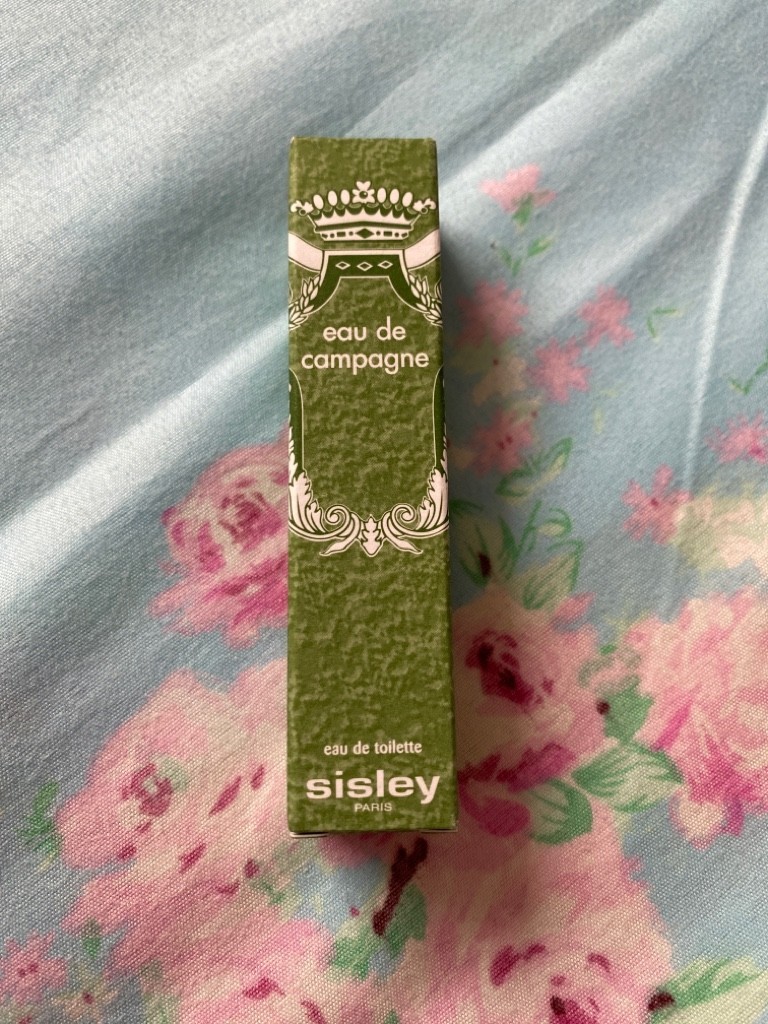 eau de
campagne
eau de toilette
sisley
PARIS